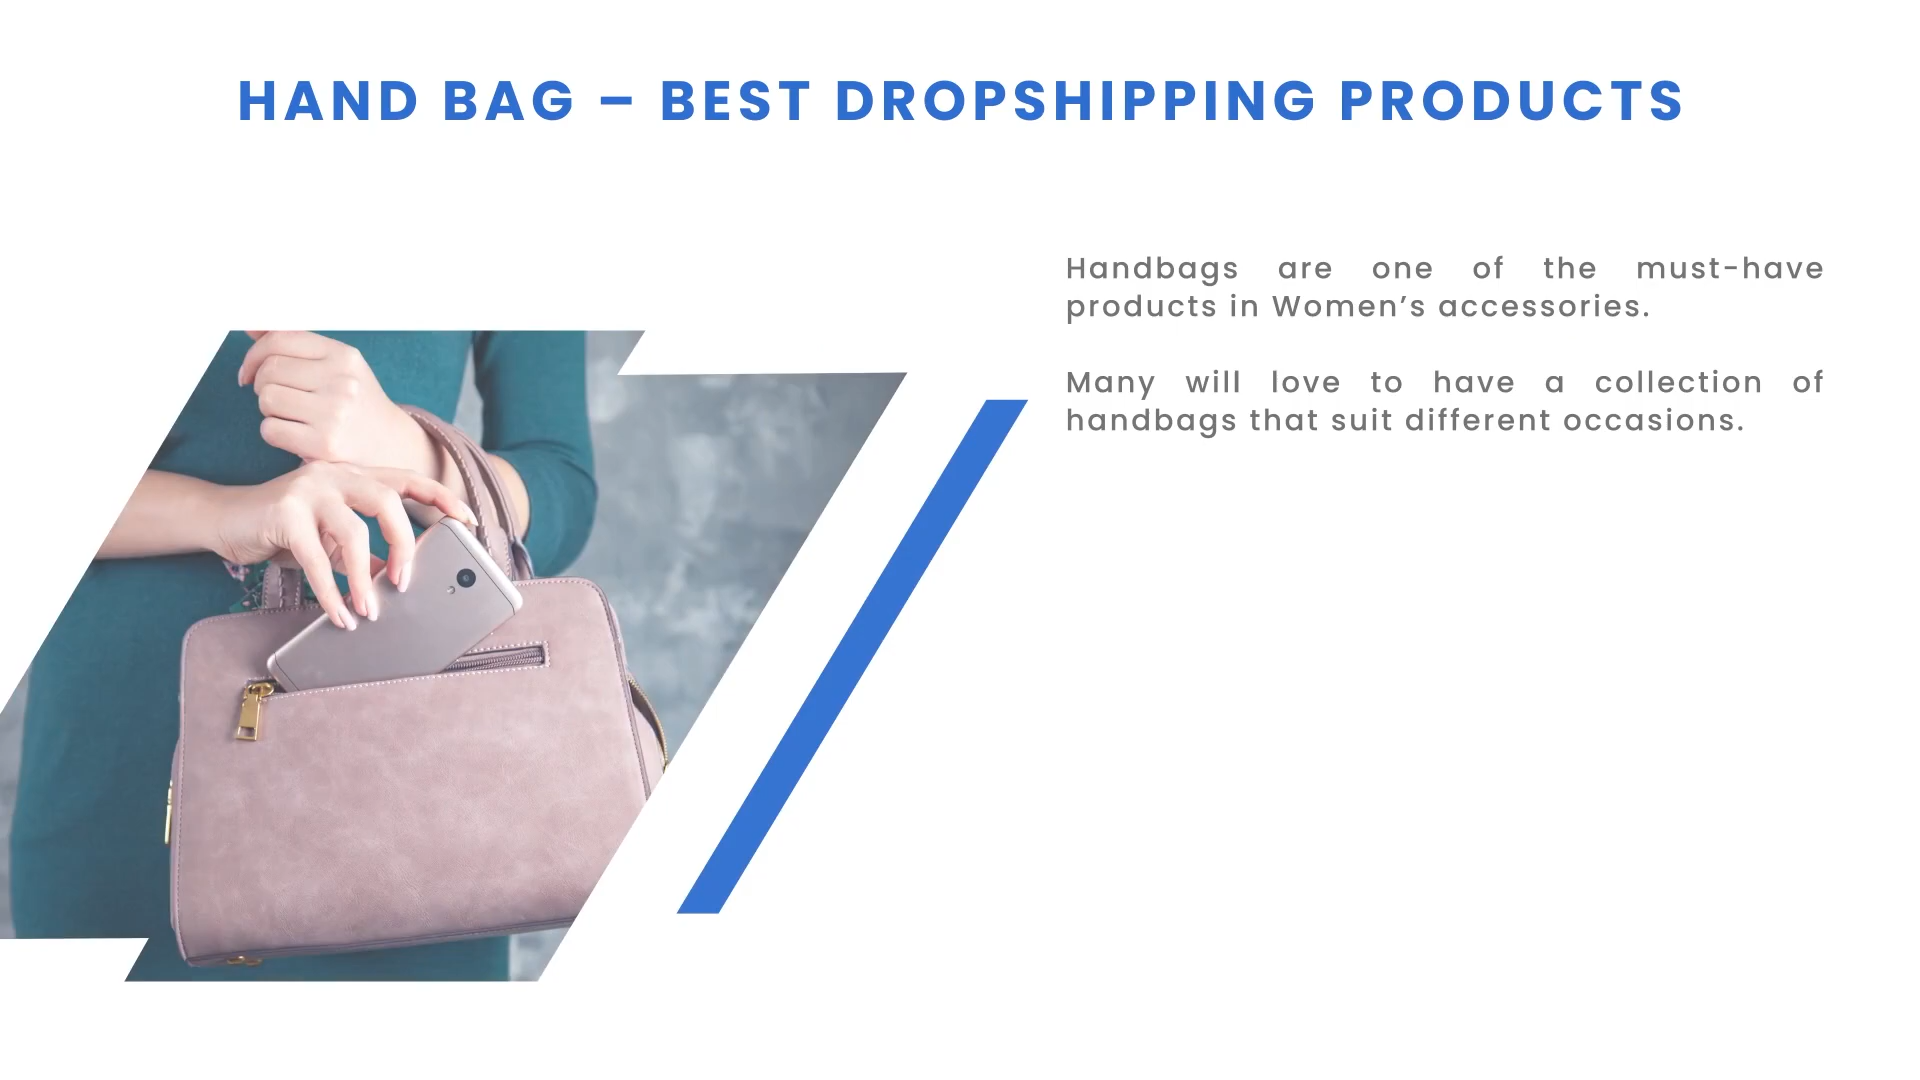 HAND BAG – BEST DROPSHIPPING PRODUCTS
Handbags are one of the must-have
products in Women’s accessories.
Many will love to have a collection of
handbags that suit different occasions.